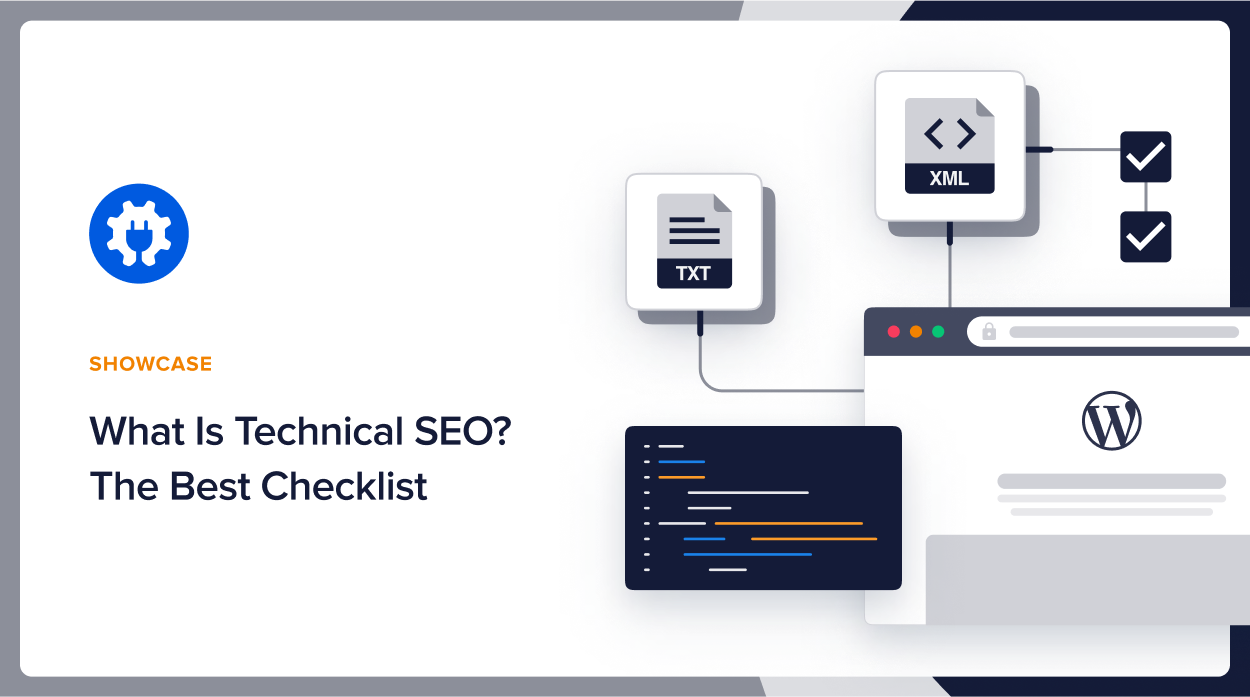 SHOWCASE
What Is Technical SEO?
The Best Checklist
TXT
XML